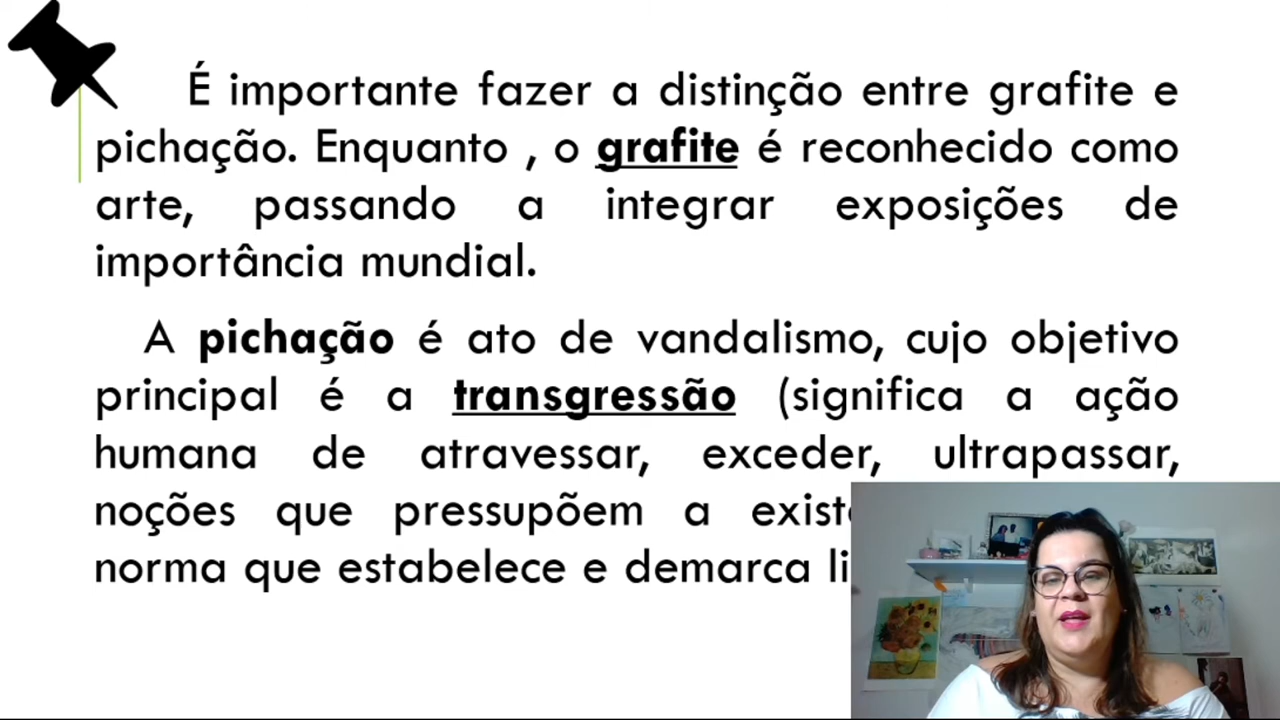 É importante fazer a distinção entre grafite e
pichação. Enquanto , o grafite é reconhecido como
arte, passando a integrar exposições de
importância mundial.
A pichação é ato de vandalismo, cujo objetivo
principal é a transgressão (significa a ação
humana de atravessar, exceder, ultrapassar,
noções que pressupõem a
norma que estabelece e demarca